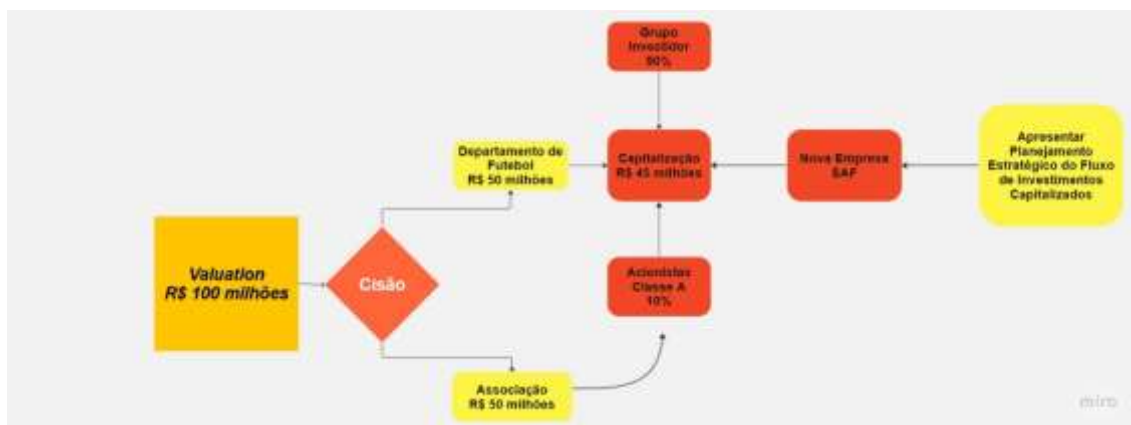 Grupo
Investidor
90%
Departamento de
Futebol
R$ 50 milhões
Capitalização
R$ 45 milhões
Nova Empresa
SAF
Apresentar
Planejamento
Estratégico do Fluxo
de Investimentos
Capitalizados
Valuation
R$ 100 milhões
Cisão
Acionistas
Classe A
10%
Associação
R$ 50 milhões
miro